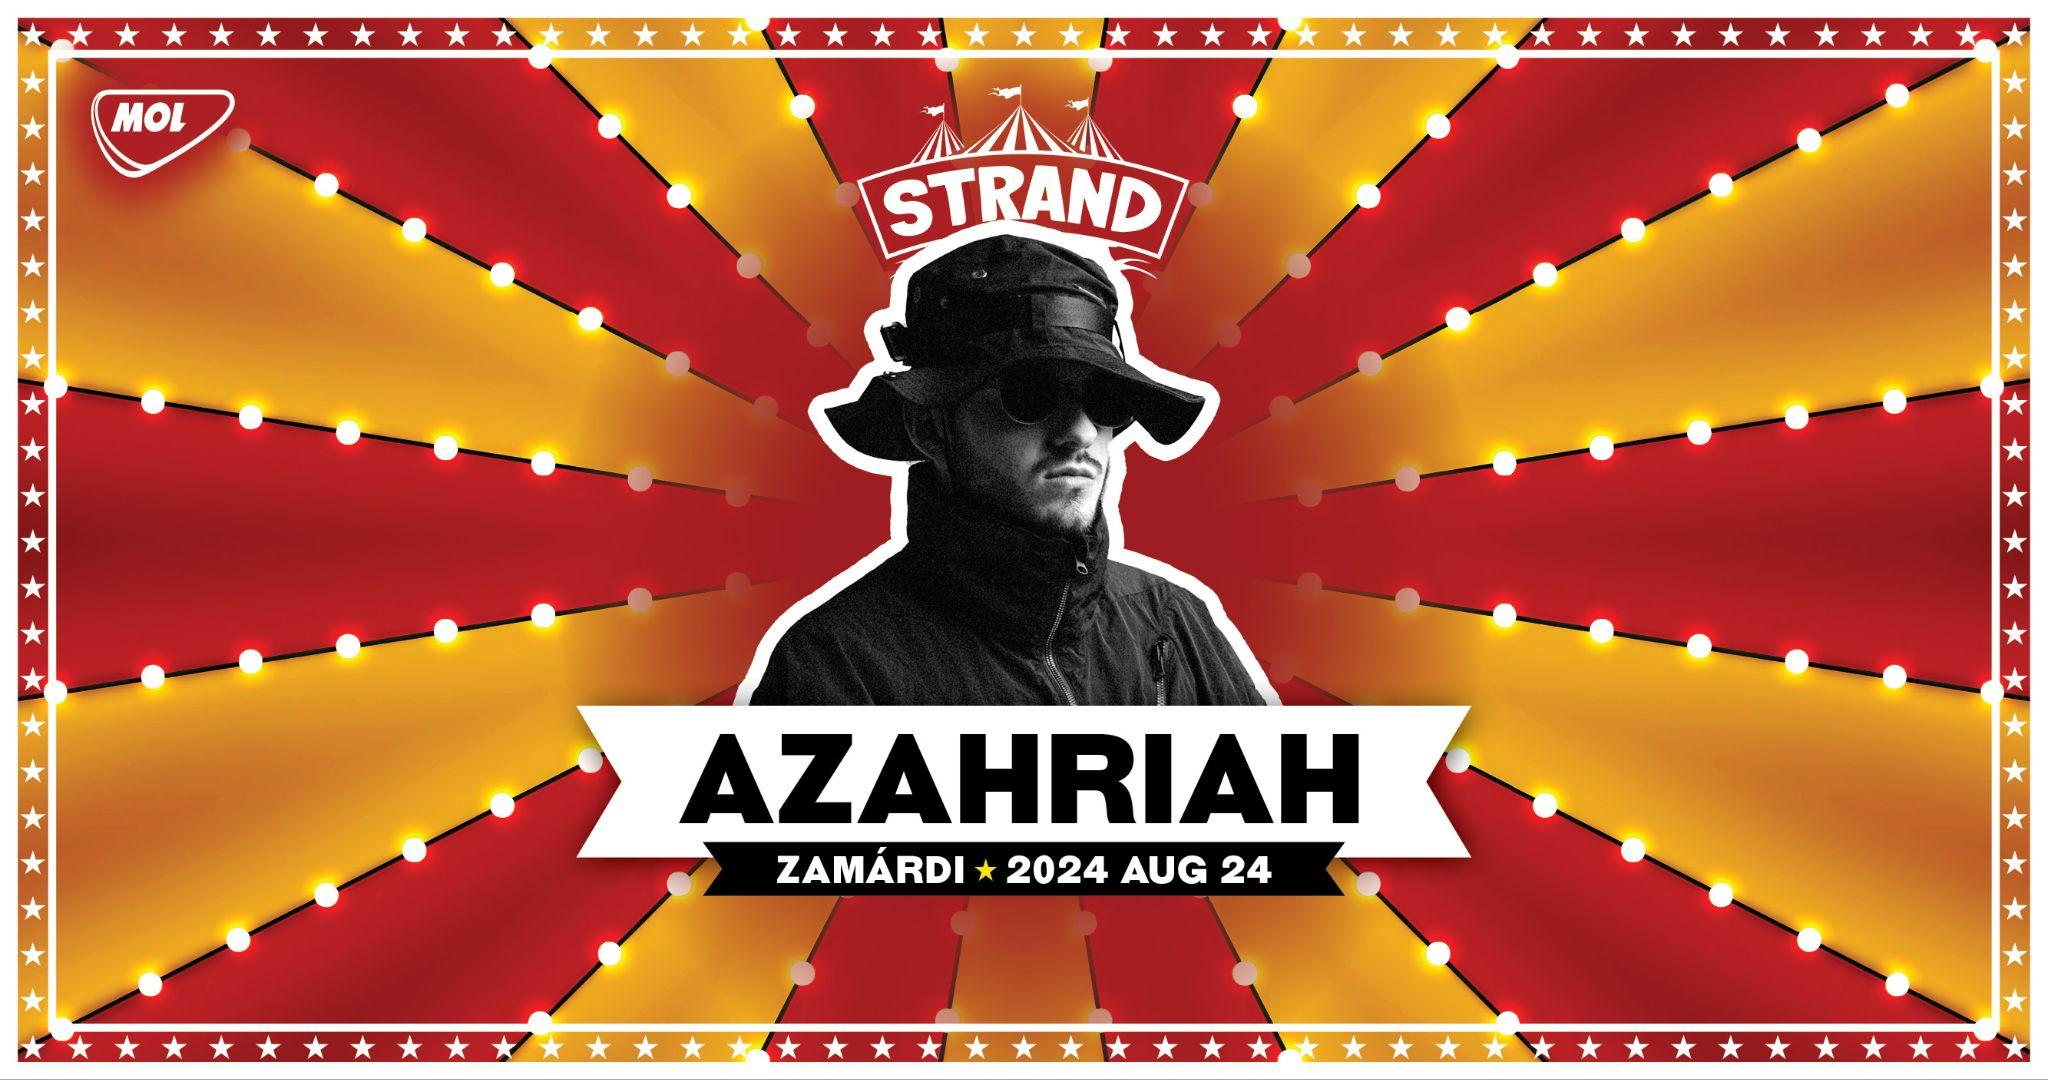 MOL
STRAND
AZAHRIAH
ZAMÁRDI ★ 2024 AUG 24